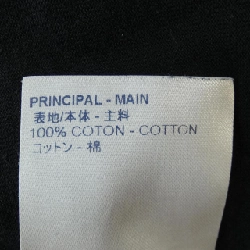 PRINCIPAL - MAIN
表地/本体 - 主料
100% COTON - COTTON
コットン - 棉